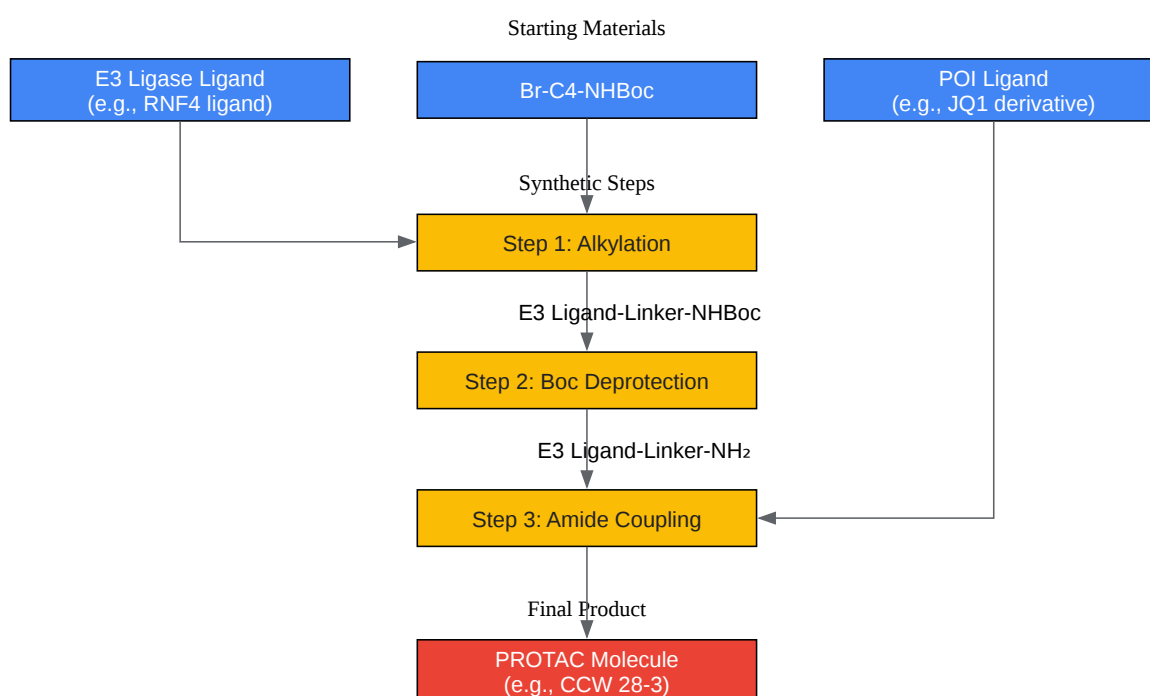 Starting Materials
E3 Ligase Ligand
(e.g., RNF4 ligand)
Br-C4-NHBoc
POI Ligand
(e.g., JQ1 derivative)
Synthetic Steps
Step 1: Alkylation
E3 Ligand-Linker-NHBoc
Step 2: Boc Deprotection
E3 Ligand-Linker-NH₂
Step 3: Amide Coupling
Final Product
PROTAC Molecule
(e.g., CCW 28-3)